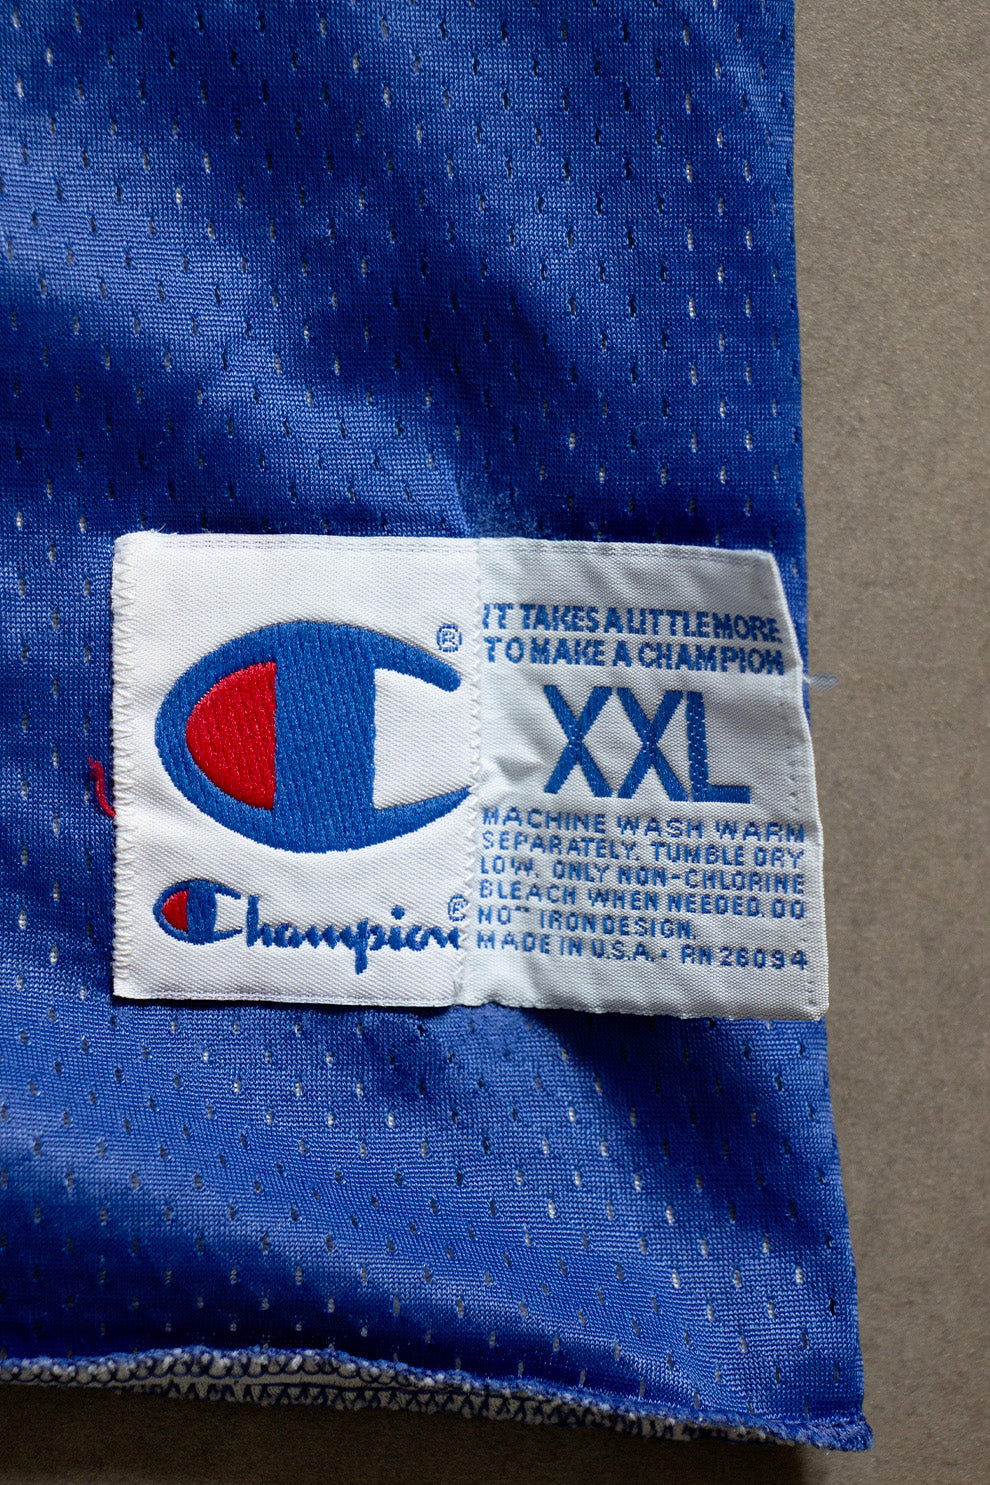 ®
Champion®
IT TAKES A LITTLE MORE
TO MAKE A CHAMPION
XXL
MACHINE WASH WARM
SEPARATELY. TUMBLE DRY
LOW. ONLY NON-CHLORINE
BLEACH WHEN NEEDED. DO
NOT IRON DESIGN.
MADE IN U.S.A. · RN 26094